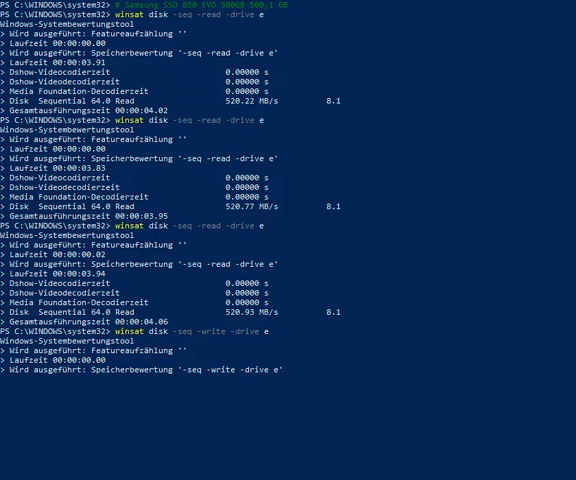 PS C:\WINDOWS\system32> # Samsung SSD 850 EVO 500GB 500,1 GB
PS C:\WINDOWS\system32> winsat disk -seq -read -drive e
Windows-Systembewertungstool
> Wird ausgeführt: Featureaufzählung ''
> Laufzeit 00:00:00.00
> Wird ausgeführt: Speicherbewertung '-seq -read -drive e'
> Laufzeit 00:00:03.91
> Dshow-Videocodierzeit 0.00000 s
> Dshow-Videodecodierzeit 0.00000 s
> Media Foundation-Decodierzeit 0.00000 s
> Disk  Sequential 64.0 Read 520.22 MB/s 8.1
> Gesamtausführungszeit 00:00:04.02
PS C:\WINDOWS\system32> winsat disk -seq -read -drive e
Windows-Systembewertungstool
> Wird ausgeführt: Featureaufzählung ''
> Laufzeit 00:00:00.00
> Wird ausgeführt: Speicherbewertung '-seq -read -drive e'
> Laufzeit 00:00:03.83
> Dshow-Videocodierzeit 0.00000 s
> Dshow-Videodecodierzeit 0.00000 s
> Media Foundation-Decodierzeit 0.00000 s
> Disk  Sequential 64.0 Read 520.77 MB/s 8.1
> Gesamtausführungszeit 00:00:03.95
PS C:\WINDOWS\system32> winsat disk -seq -read -drive e
Windows-Systembewertungstool
> Wird ausgeführt: Featureaufzählung ''
> Laufzeit 00:00:00.02
> Wird ausgeführt: Speicherbewertung '-seq -read -drive e'
> Laufzeit 00:00:03.94
> Dshow-Videocodierzeit 0.00000 s
> Dshow-Videodecodierzeit 0.00000 s
> Media Foundation-Decodierzeit 0.00000 s
> Disk  Sequential 64.0 Read 520.93 MB/s 8.1
> Gesamtausführungszeit 00:00:04.06
PS C:\WINDOWS\system32> winsat disk -seq -write -drive e
Windows-Systembewertungstool
> Wird ausgeführt: Featureaufzählung ''
> Laufzeit 00:00:00.00
> Wird ausgeführt: Speicherbewertung '-seq -write -drive e'